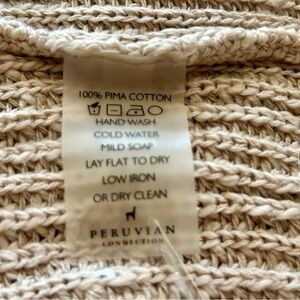 100% PIMA COTTON
HAND WASH
COLD WATER
MILD SOAP
LAY FLAT TO DRY
LOW IRON
OR DRY CLEAN
PERUVIAN
CONNECTION